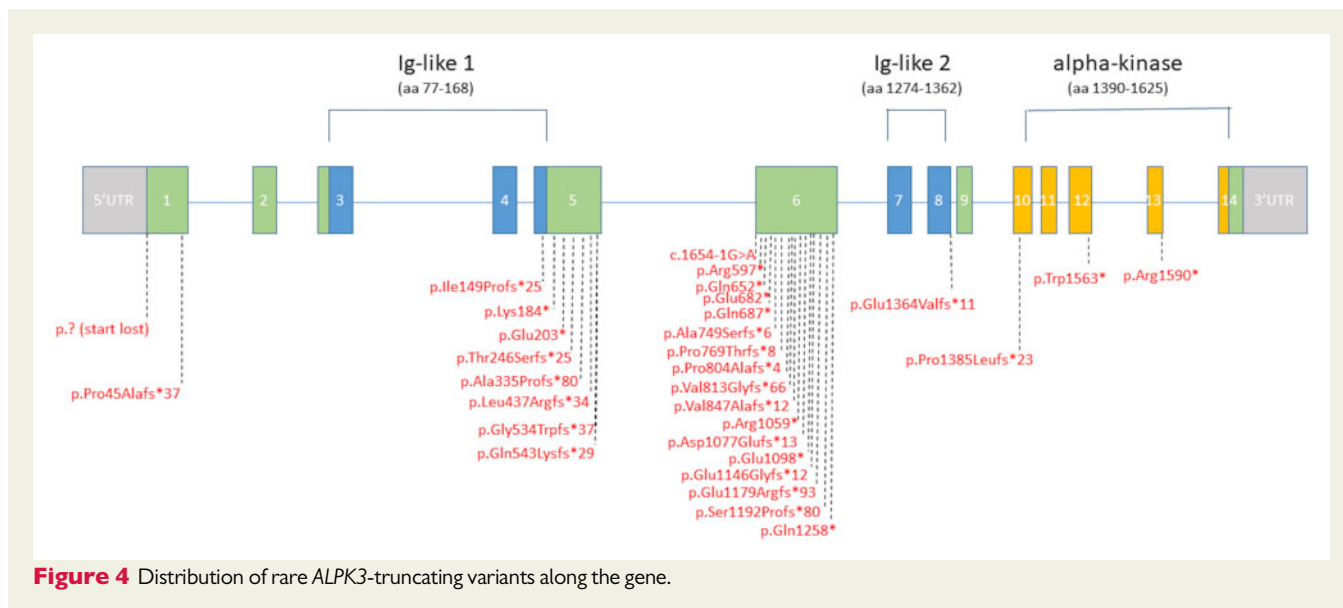 Ig-like 1
(aa 77-168)
Ig-like 2
(aa 1274-1362)
alpha-kinase
(aa 1390-1625)
5'UTR
1
2
3
4
5
6
7
8
9
10
11
12
13
14
3'UTR
p.? (start lost)
p.Pro45Alafs*37
p.Ile149Profs*25
p.Lys184*
p.Glu203*
p.Thr246Serfs*25
p.Ala335Profs*80
p.Leu437Argfs*34
p.Gly534Trpfs*37
p.Gln543Lysfs*29
c.1654-1G>A
p.Arg597*
p.Gln652*
p.Glu682*
p.Gln687*
p.Ala749Serfs*6
p.Pro769Thrfs*8
p.Pro804Alafs*4
p.Val813Glyfs*66
p.Val847Alafs*12
p.Arg1059*
p.Asp1077Glufs*13
p.Glu1098*
p.Glu1146Glyfs*12
p.Glu1179Argfs*93
p.Ser1192Profs*80
p.Gln1258*
p.Glu1364Valfs*11
p.Pro1385Leufs*23
p.Trp1563*
p.Arg1590*
Figure 4 Distribution of rare ALPK3-truncating variants along the gene.